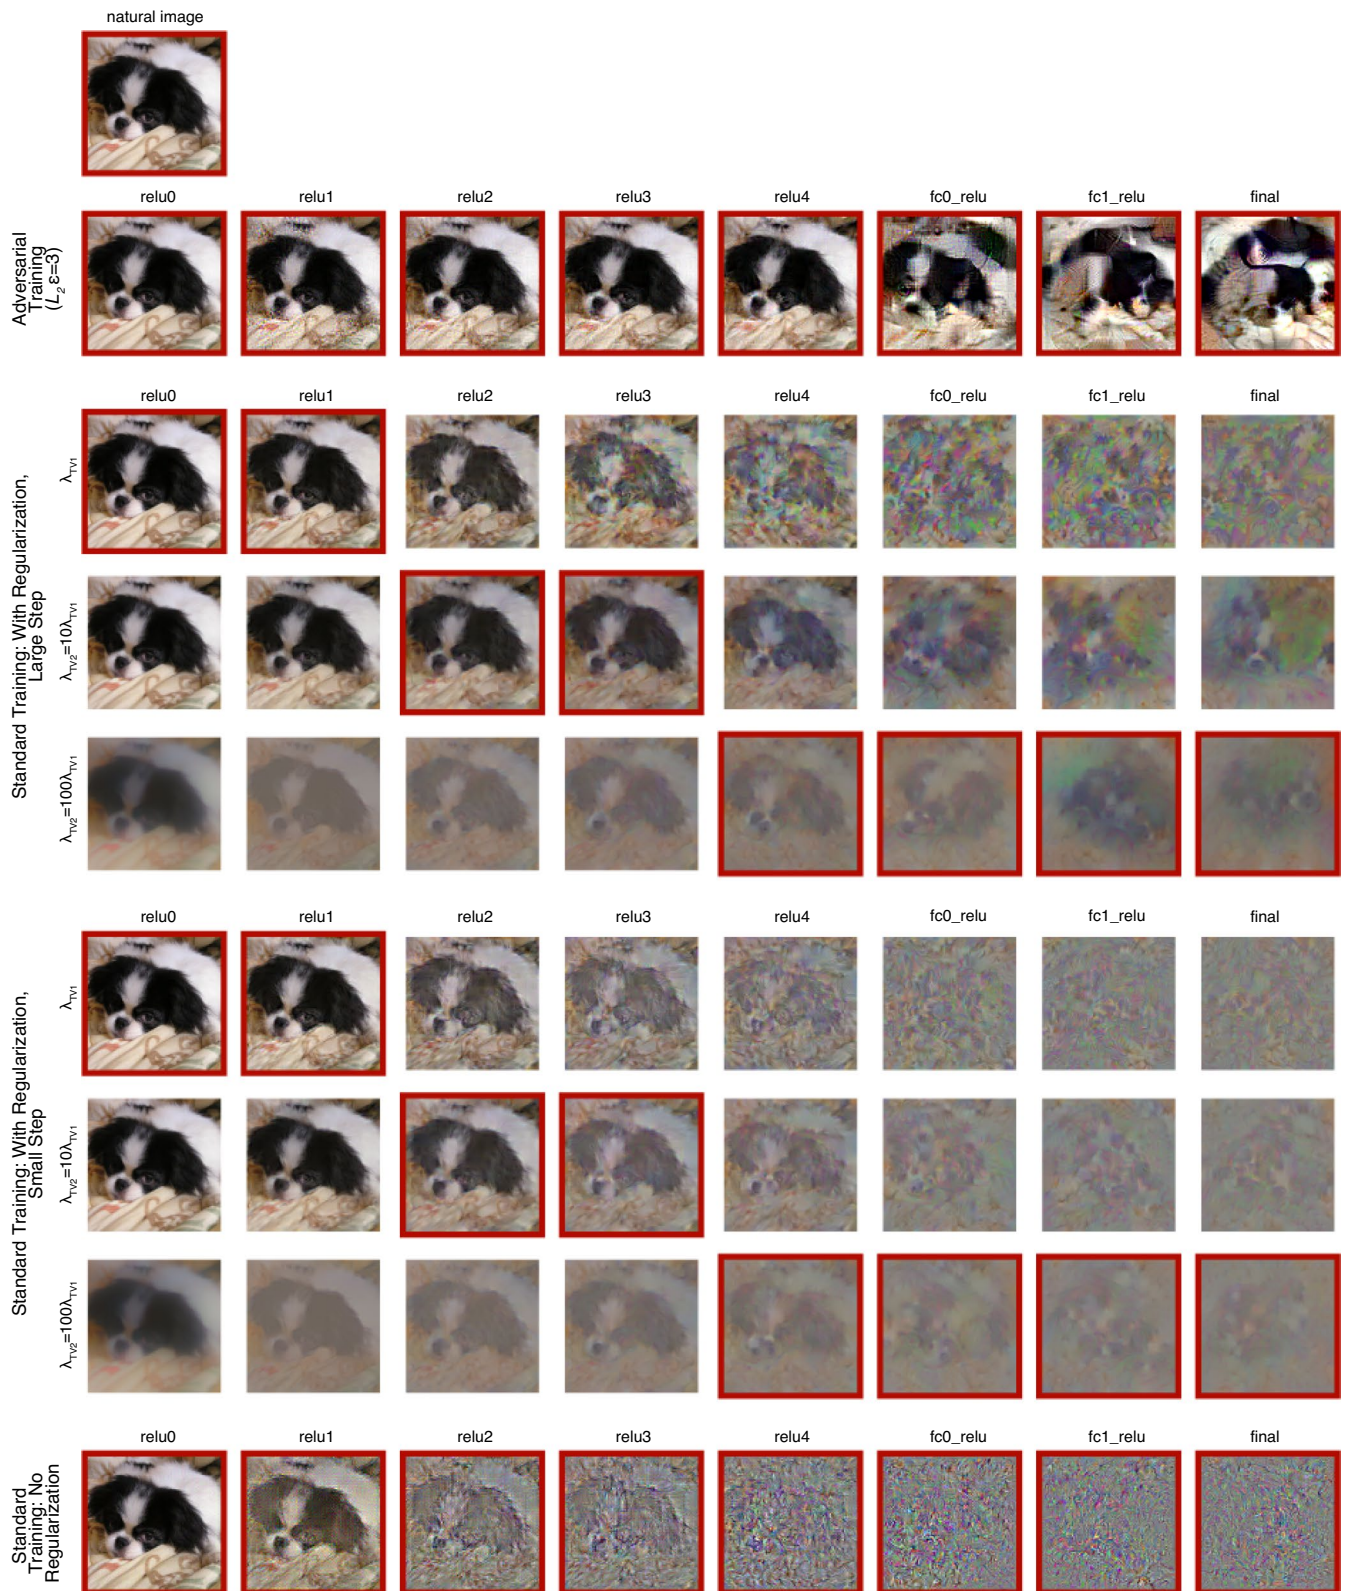 natural image
relu0 relu1 relu2 relu3 relu4 fc0_relu fc1_relu final
Adversarial
Training
(L₂ ε=3)
relu0 relu1 relu2 relu3 relu4 fc0_relu fc1_relu final
Standard Training: With Regularization,
Large Step
λTV1
λTV2=10λTV1
λTV2=100λTV1
relu0 relu1 relu2 relu3 relu4 fc0_relu fc1_relu final
Standard Training: With Regularization,
Small Step
λTV1
λTV2=10λTV1
λTV2=100λTV1
relu0 relu1 relu2 relu3 relu4 fc0_relu fc1_relu final
Standard
Training: No
Regularization